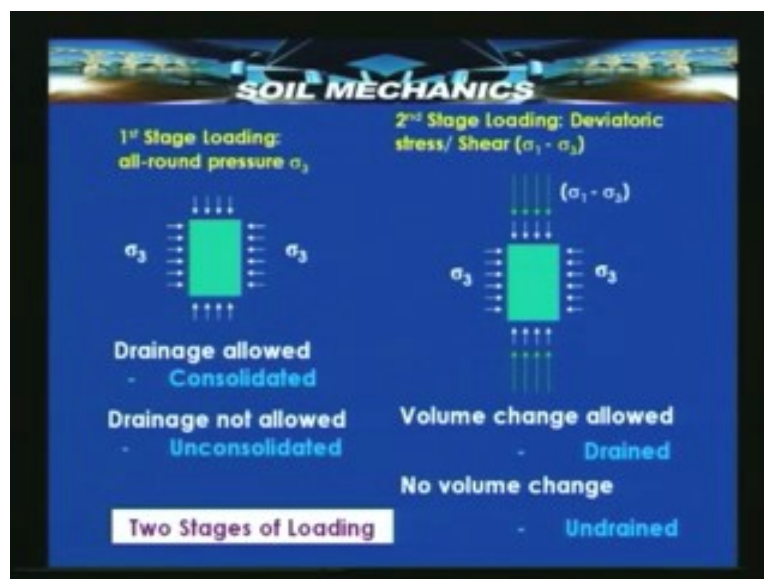 SOIL MECHANICS
1st Stage Loading:
all-round pressure σ3
σ3
σ3
Drainage allowed
- Consolidated
Drainage not allowed
- Unconsolidated
Two Stages of Loading
2nd Stage Loading: Deviatoric
stress/ Shear (σ1 - σ3)
(σ1 - σ3)
σ3
σ3
Volume change allowed
- Drained
No volume change
- Undrained